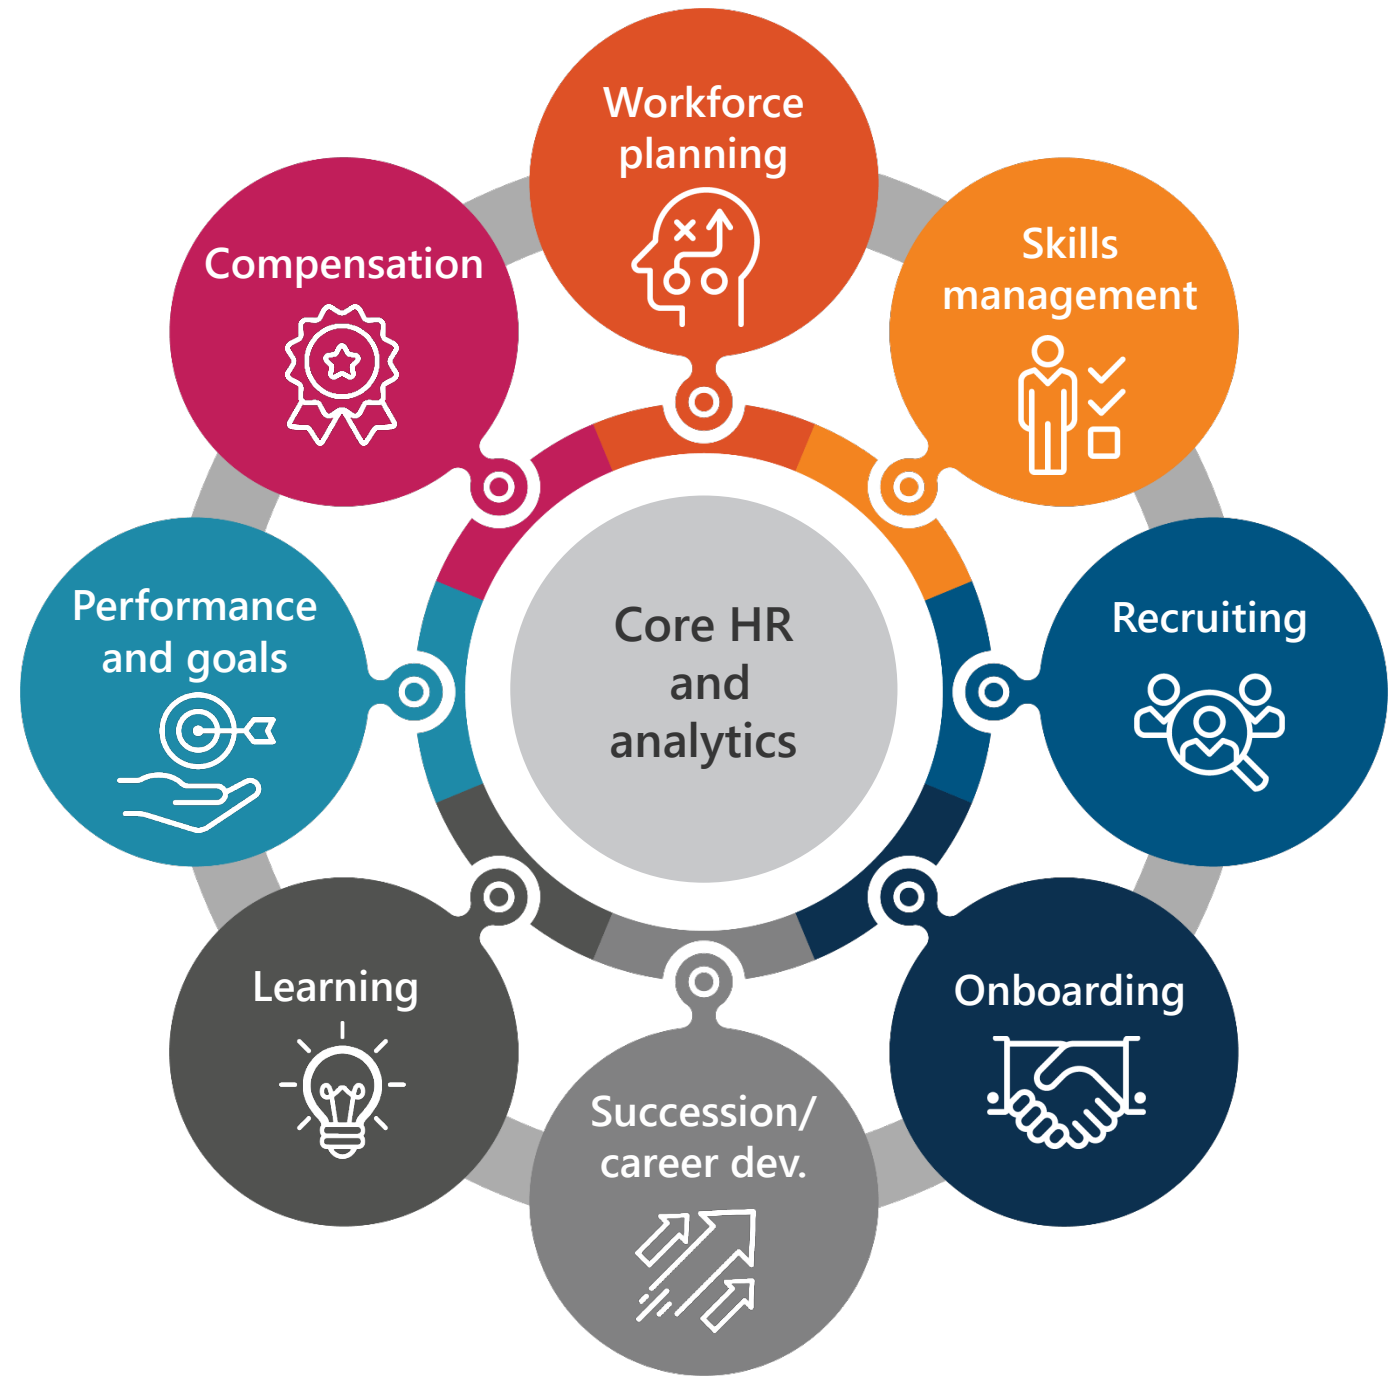 Workforce
planning
Skills
management
Recruiting
Onboarding
Succession/
career dev.
Learning
Performance
and goals
Compensation
Core HR
and
analytics